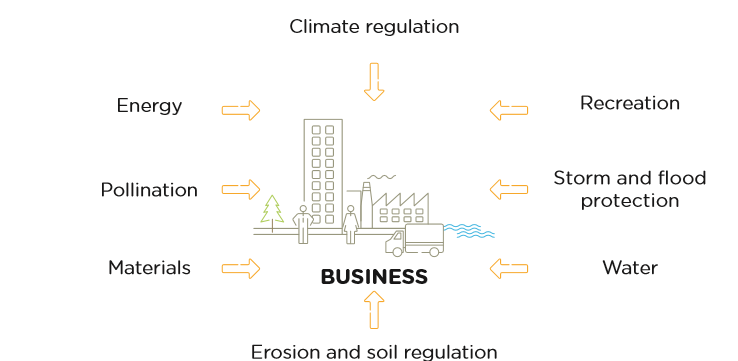 Climate regulation
Energy
Recreation
Pollination
Storm and flood
protection
Materials
Water
BUSINESS
Erosion and soil regulation